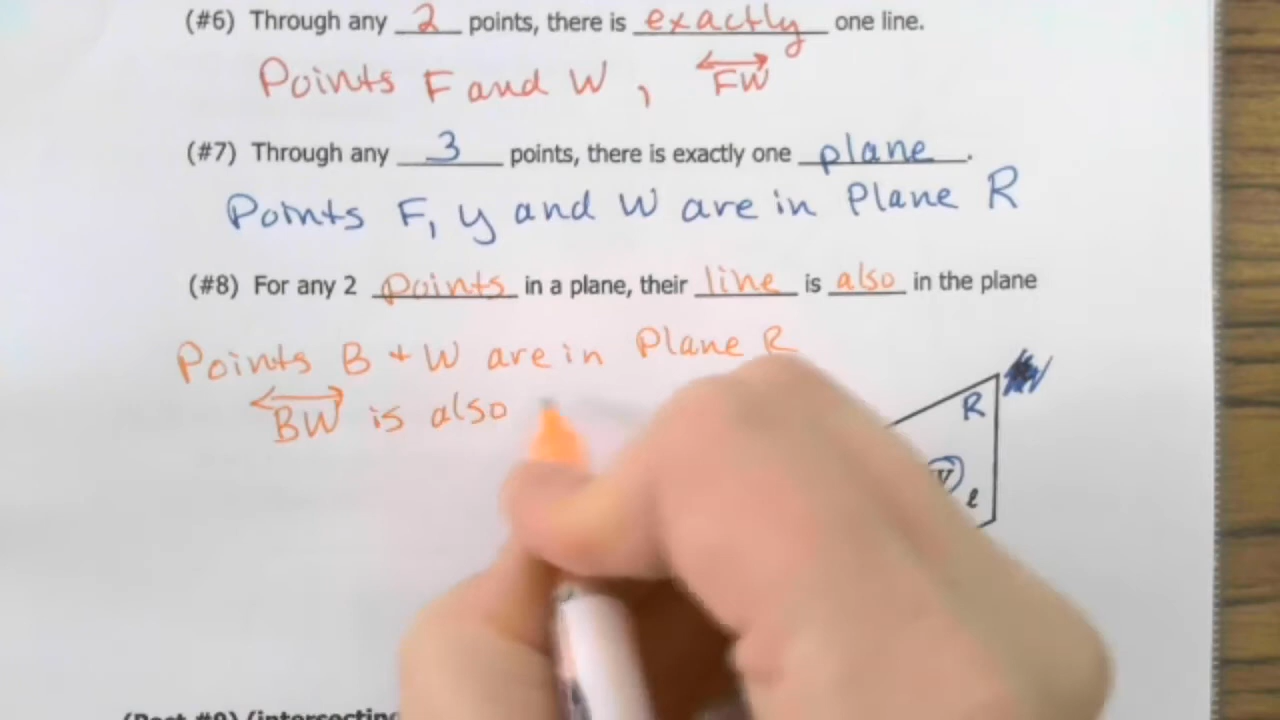 (#6) Through any 2 points, there is exactly one line.
Points F and W , FW
(#7) Through any 3 points, there is exactly one plane.
Points F, y and W are in Plane R
(#8) For any 2 points in a plane, their line is also in the plane
Points B + W are in Plane R
BW is also
R
l
(intersecting